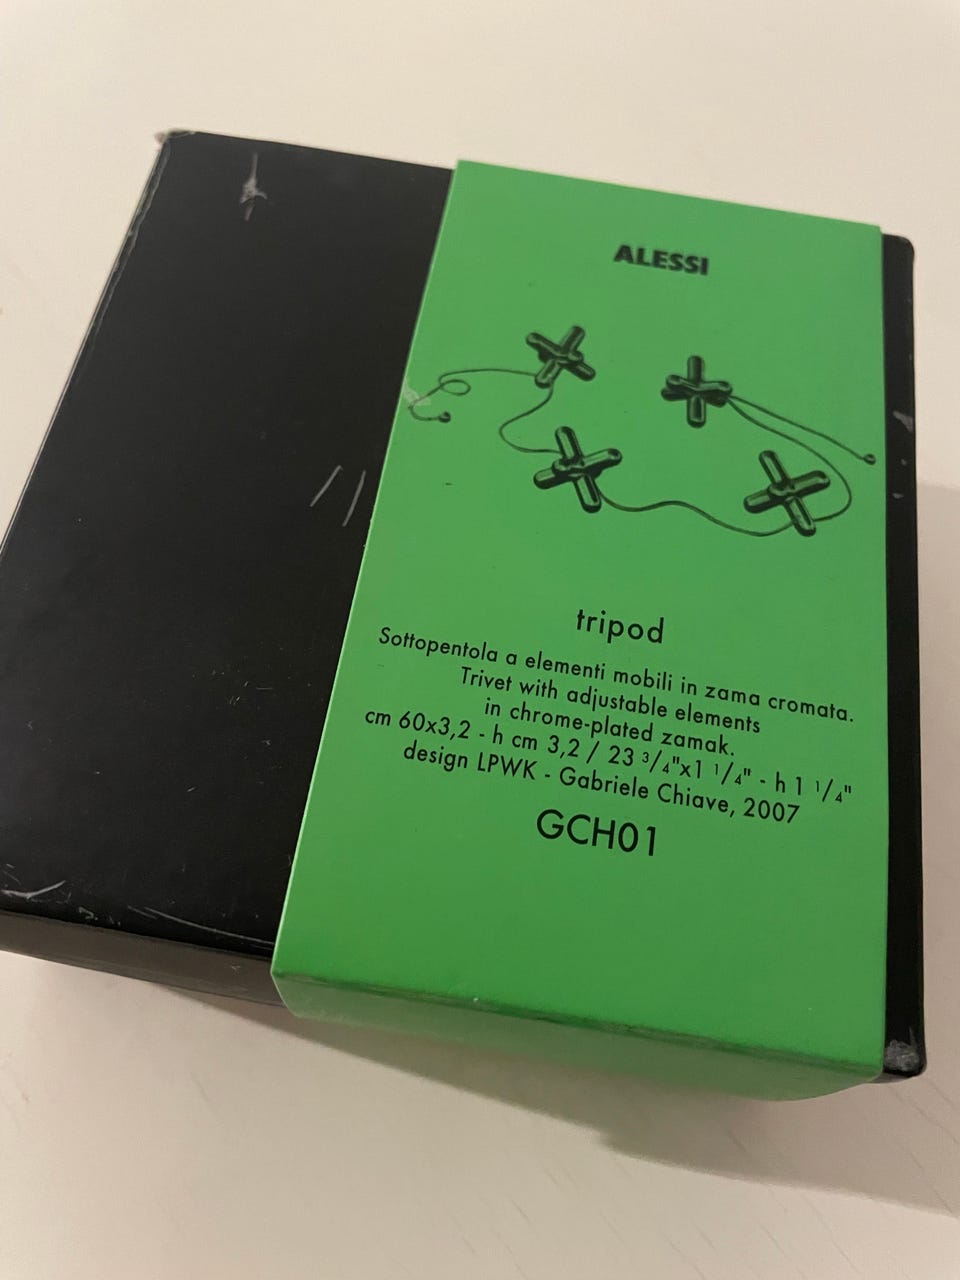 ALESSI
tripod
Sottopentola a elementi mobili in zama cromata.
Trivet with adjustable elements
in chrome-plated zamak.
cm 60x3,2 - h cm 3,2 / 23 3/4"x1 1/4" - h 1 1/4"
design LPWK - Gabriele Chiave, 2007
GCH01